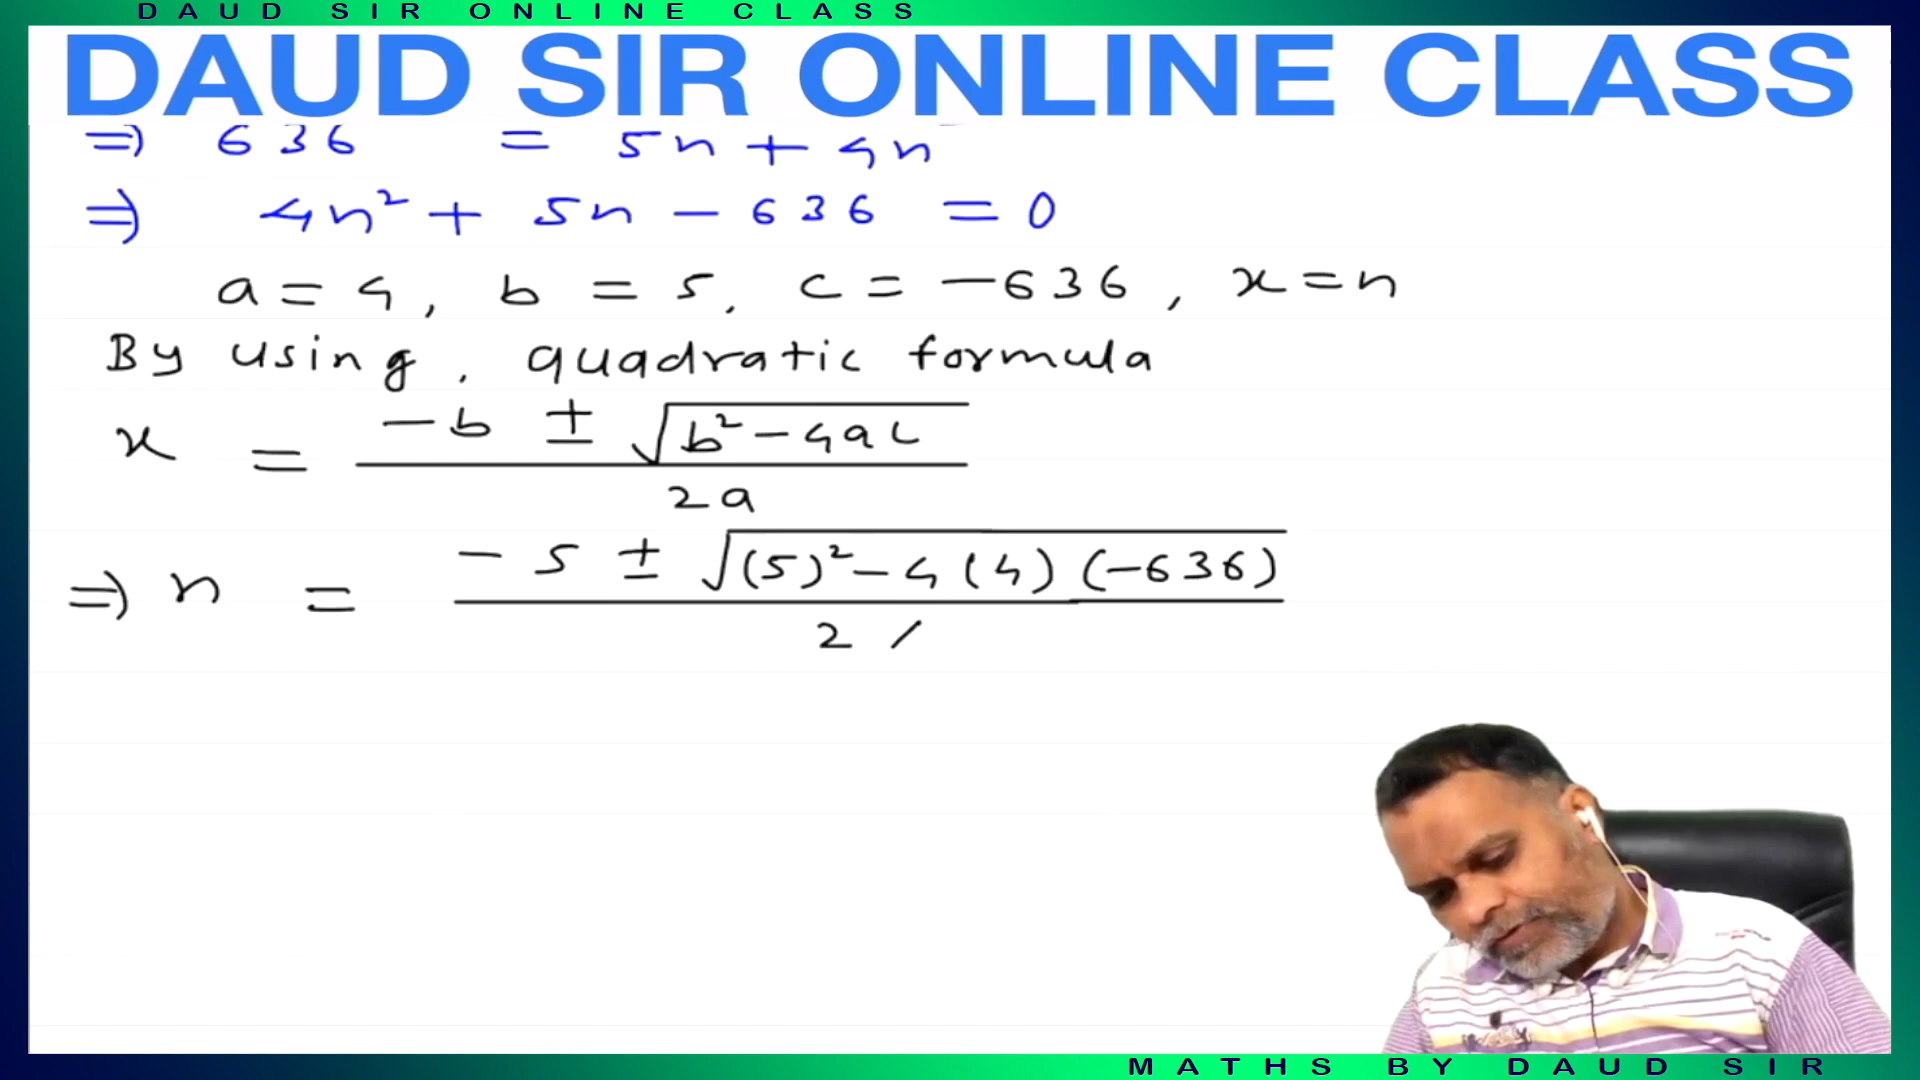 DAUD SIR ONLINE CLASS
DAUD SIR ONLINE CLASS
⇒ 636 = 5n + 4n
⇒ 4n² + 5n - 636 = 0
a = 4, b = 5, c = -636, x = n
By using, quadratic formula
x = -b ± √b² - 4ac
2a
⇒ n = -5 ± √(5)² - 4(4)(-636)
2 /
MATHS BY DAUD SIR